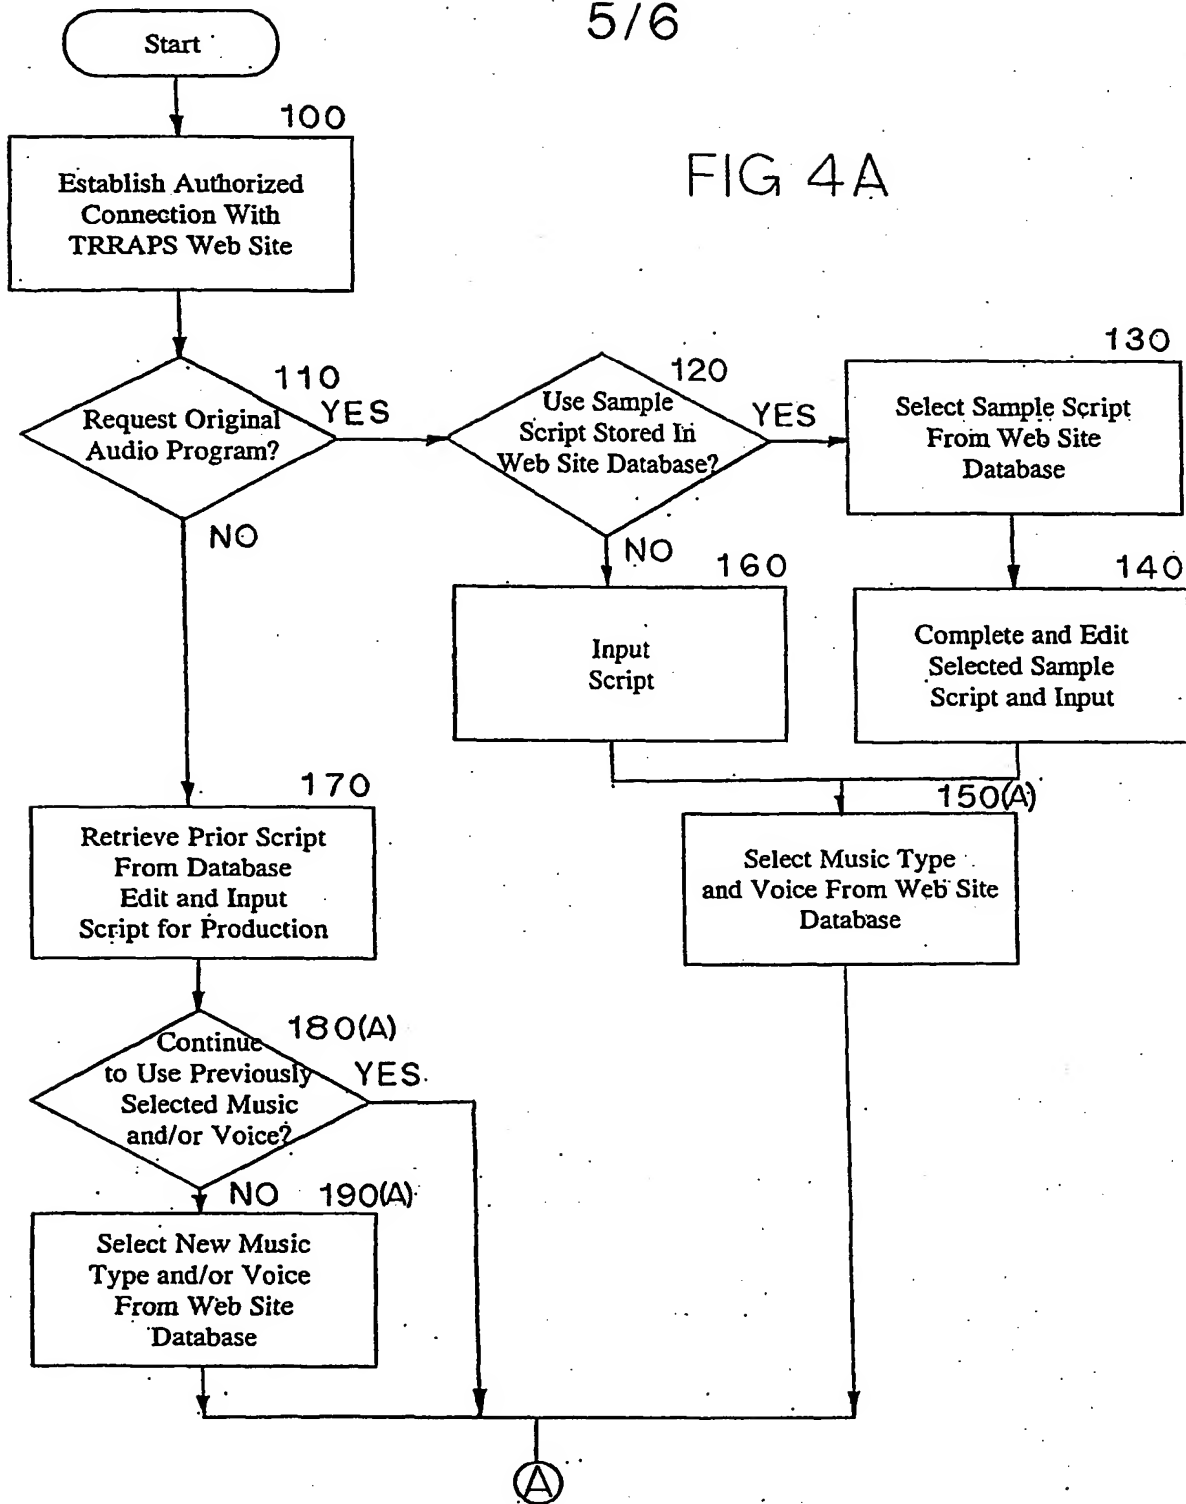 5/6
Start
100
FIG 4A
Establish Authorized
Connection With
TRRAPS Web Site
110
Request Original
Audio Program?
YES
NO
120
Use Sample
Script Stored In
Web Site Database?
YES
NO
130
Select Sample Script
From Web Site
Database
140
Complete and Edit
Selected Sample
Script and Input
160
Input
Script
150(A)
Select Music Type
and Voice From Web Site
Database
170
Retrieve Prior Script
From Database
Edit and Input
Script for Production
180(A)
Continue
to Use Previously
Selected Music
and/or Voice?
YES
NO
190(A)
Select New Music
Type and/or Voice
From Web Site
Database
A